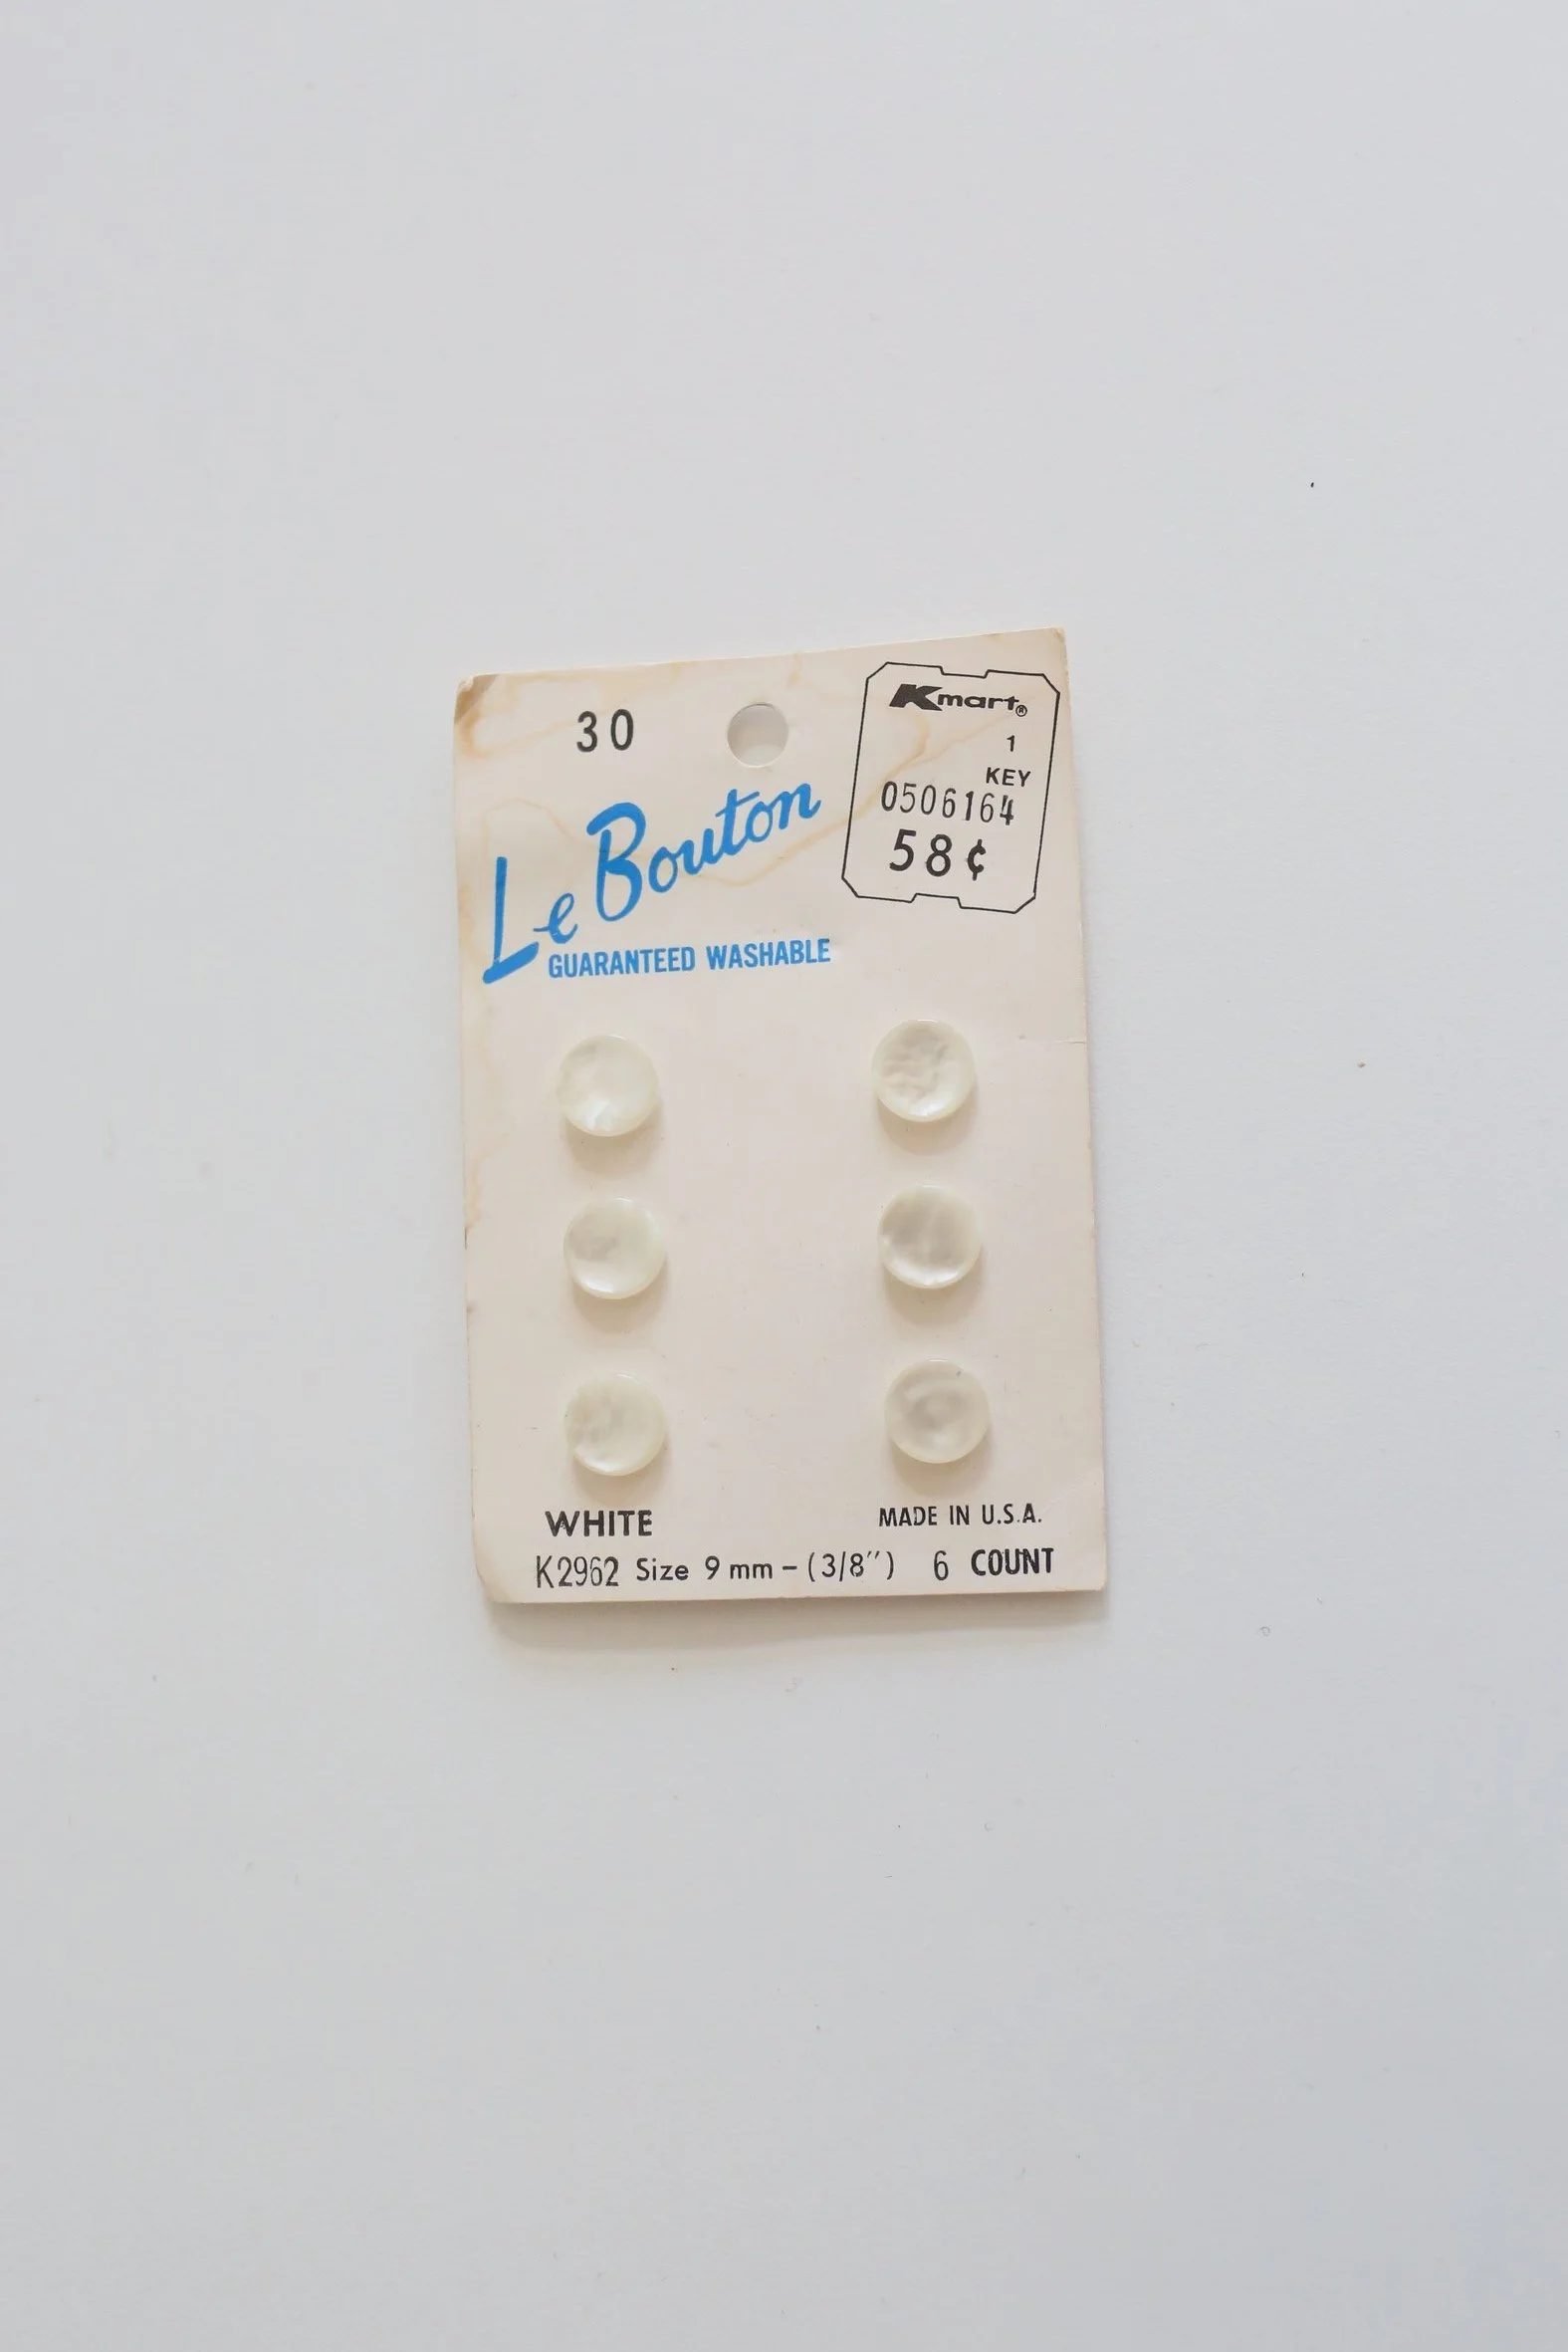 30
Kmart®
1
KEY
0506164
58¢
Le Bouton
GUARANTEED WASHABLE
WHITE
MADE IN U.S.A.
K2962 Size 9 mm – (3/8″) 6 COUNT